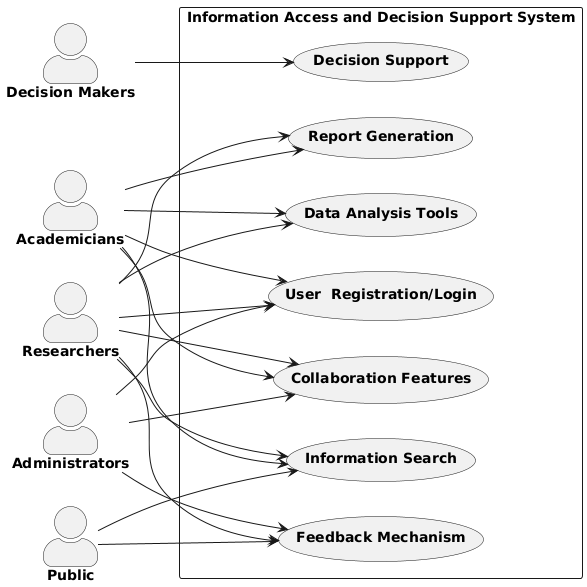 Information Access and Decision Support System
Decision Makers
Decision Support
Report Generation
Academicians
Data Analysis Tools
User  Registration/Login
Researchers
Collaboration Features
Administrators
Information Search
Feedback Mechanism
Public